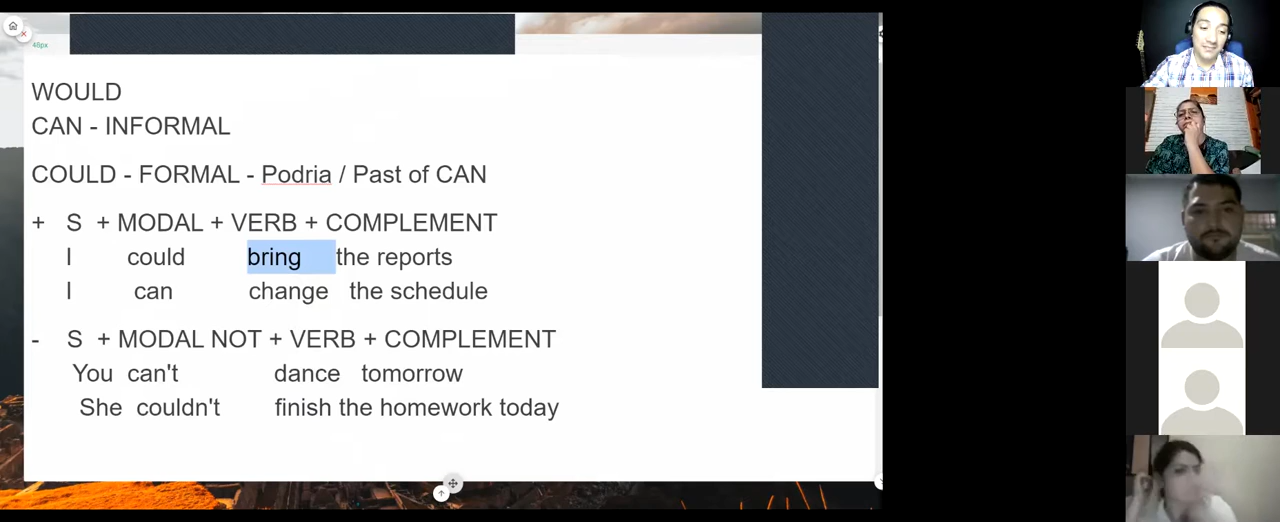 46px
WOULD
CAN - INFORMAL
COULD - FORMAL - Podria / Past of CAN
+ S + MODAL + VERB + COMPLEMENT
I could bring the reports
I can change the schedule
- S + MODAL NOT + VERB + COMPLEMENT
You can't dance tomorrow
She couldn't finish the homework today